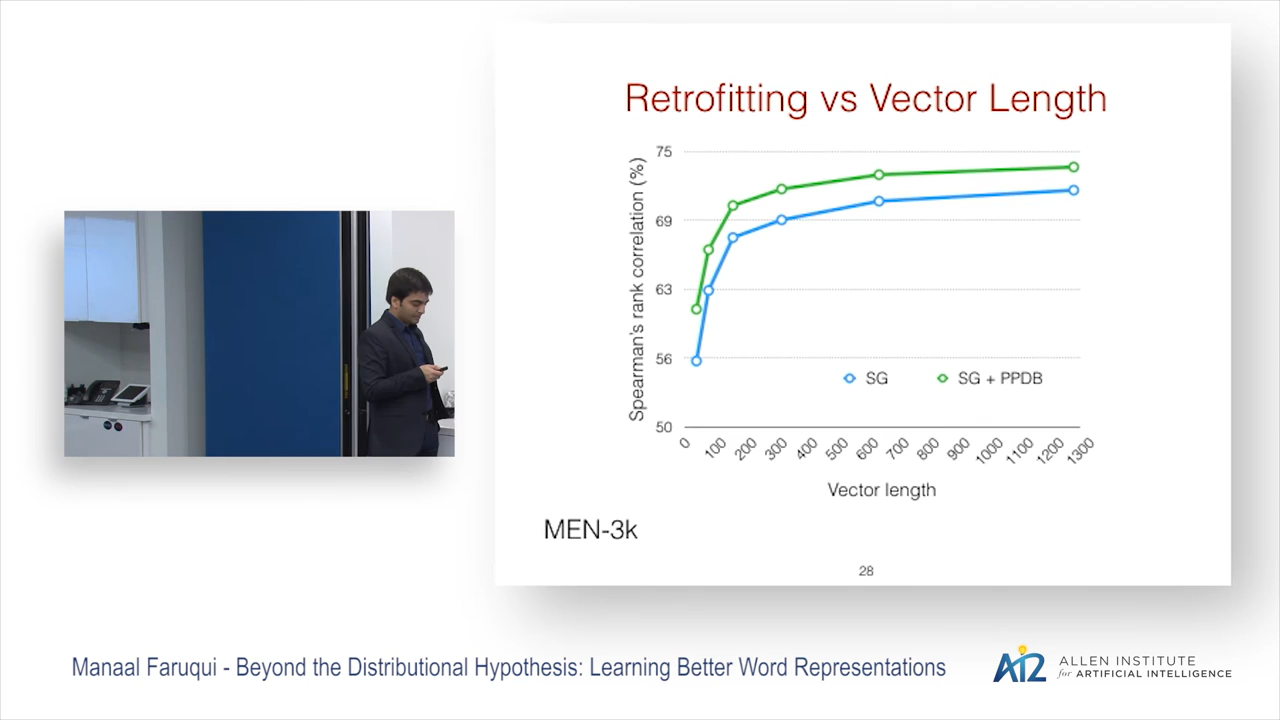 Retrofitting vs Vector Length
Spearman's rank correlation (%)
75
69
63
56
50
SG
SG + PPDB
0
100
200
300
400
500
600
700
800
900
1000
1100
1200
1300
Vector length
MEN-3k
28
Manaal Faruqui - Beyond the Distributional Hypothesis: Learning Better Word Representations
AI2
ALLEN INSTITUTE
for ARTIFICIAL INTELLIGENCE